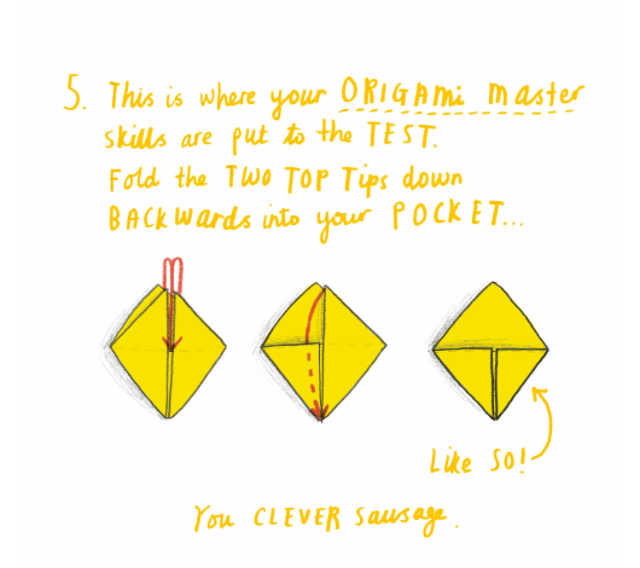 5. This is where your ORIGAMi master
skills are put to the TEST.
Fold the TWO TOP Tips down
BACKwards into your POCKET...
Like SO!
You CLEVER sausage.